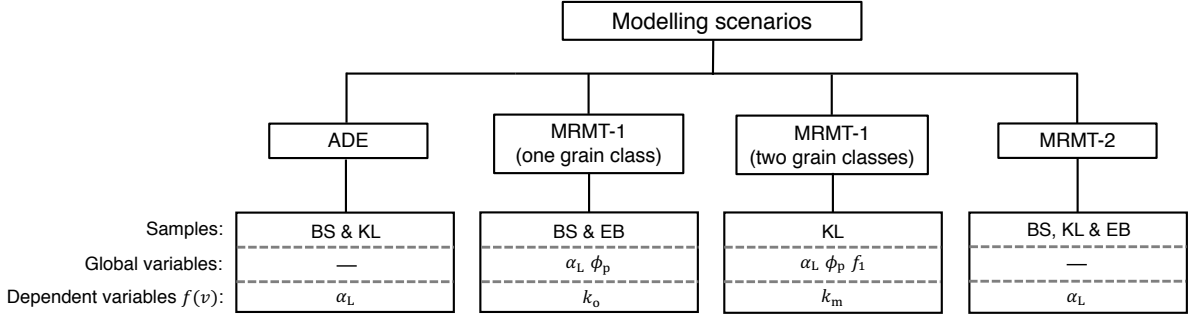 Modelling scenarios
ADE
MRMT-1
(one grain class)
MRMT-1
(two grain classes)
MRMT-2
Samples: BS & KL BS & EB KL BS, KL & EB
Global variables: — α_L ϕ_p α_L ϕ_p f_1 —
Dependent variables f(v): α_L k_o k_m α_L